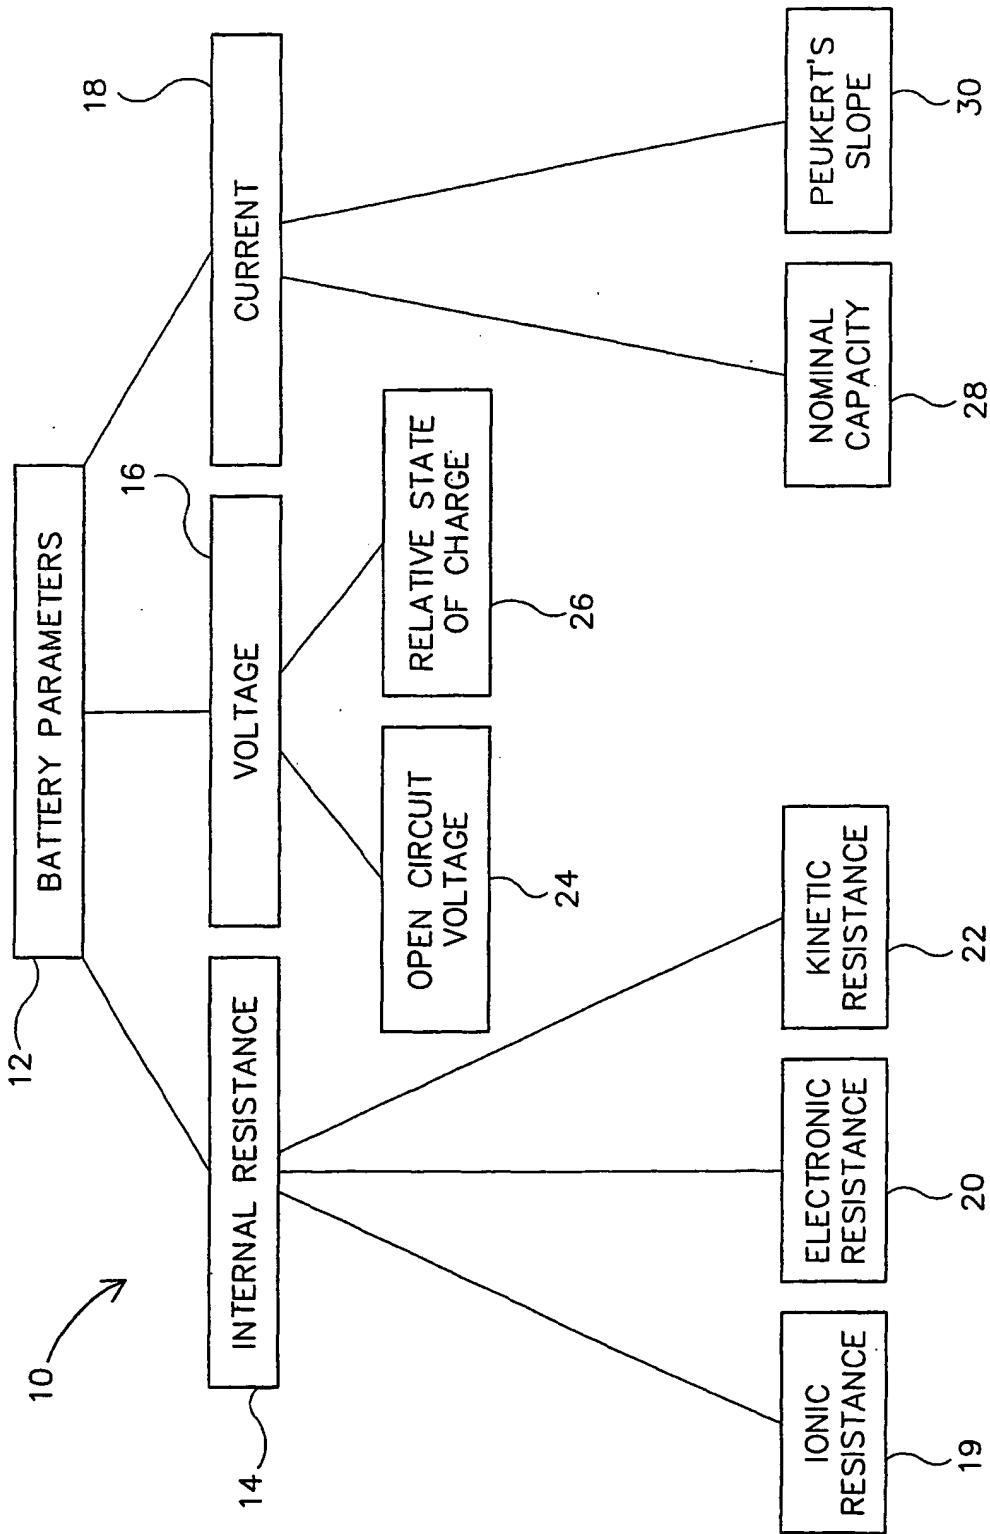 10
12
BATTERY PARAMETERS
14
INTERNAL RESISTANCE
16
VOLTAGE
18
CURRENT
OPEN CIRCUIT
VOLTAGE
24
RELATIVE STATE
OF CHARGE
26
IONIC
RESISTANCE
19
ELECTRONIC
RESISTANCE
20
KINETIC
RESISTANCE
22
NOMINAL
CAPACITY
28
PEUKERT'S
SLOPE
30